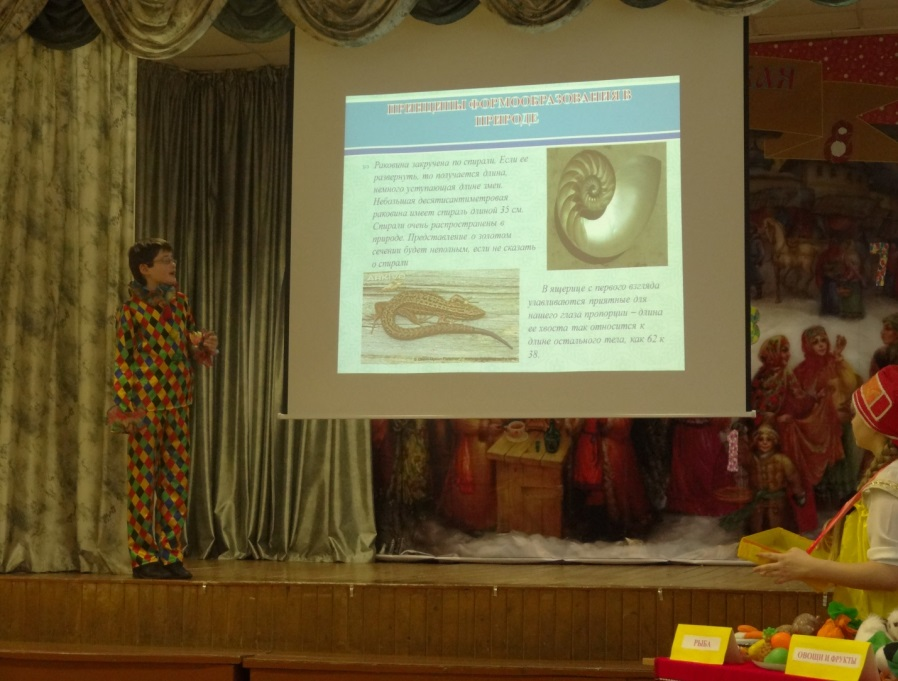 ПРИНЦИПЫ ФОРМООБРАЗОВАНИЯ В
ПРИРОДЕ
Раковина закручена по спирали. Если ее
развернуть, то получается длина,
немного уступающая длине змеи.
Небольшая десятисантиметровая
раковина имеет спираль длиной 35 см.
Спирали очень распространены в
природе. Представление о золотом
сечении будет неполным, если не сказать
о спирали
В ящерице с первого взгляда
улавливаются приятные для
нашего глаза пропорции – длина
ее хвоста так относится к
длине остального тела, как 62 к
38.
8
РЫБА
ОВОЩИ И ФРУКТЫ